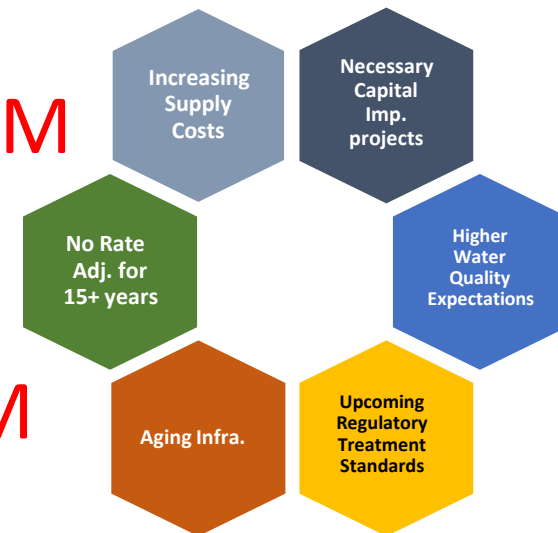 Increasing
Supply
Costs
Necessary
Capital
Imp.
projects
M
No Rate
Adj. for
15+ years
Higher
Water
Quality
Expectations
M
Aging Infra.
Upcoming
Regulatory
Treatment
Standards